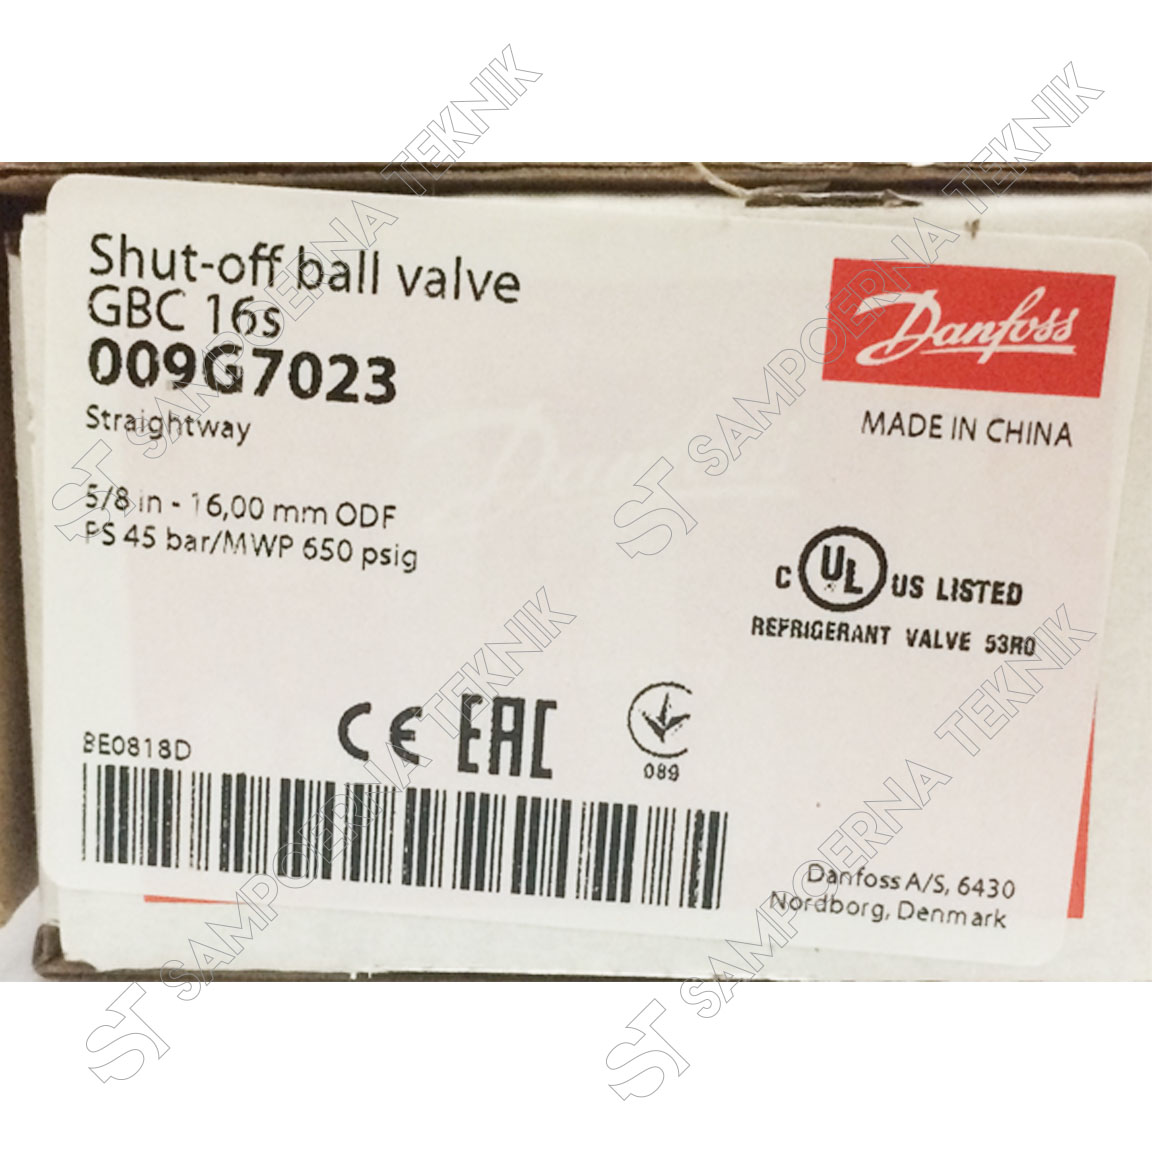 Shut-off ball valve
GBC 16s
009G7023
Straightway
5/8 in - 16,00 mm ODF
PS 45 bar/MWP 650 psig
Danfoss
MADE IN CHINA
C UL US LISTED
REFRIGERANT VALVE 53R0
CE EAC
089
BE0818D
Danfoss A/S, 6430
Nordborg, Denmark
ST SAMPOERNA TEKNIK
ST SAMPOERNA TEKNIK
ST SAMPOERNA TEKNIK
ST SAMPOERNA TEKNIK